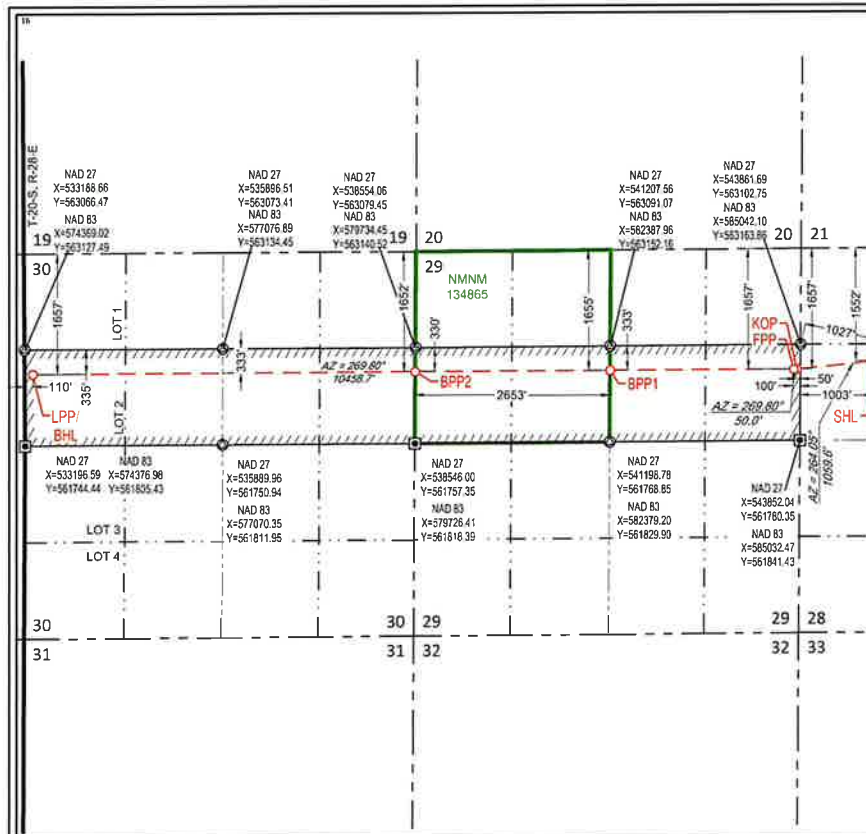 16
T-20-S, R-28-E
NAD 27
X=533188.66
Y=563066.47
NAD 83
X=574369.02
Y=563127.49
NAD 27
X=535896.51
Y=563073.41
NAD 83
X=577076.89
Y=563134.45
NAD 27
X=538554.06
Y=563079.45
NAD 83
X=579734.45
Y=563140.52
NAD 27
X=541207.56
Y=563091.07
NAD 83
X=582387.96
Y=563152.16
NAD 27
X=543861.69
Y=563102.75
NAD 83
X=585042.10
Y=563163.86
19
30
19
20
29
20
21
NMNM
134865
1657'
LOT 1
1652'
330'
1655'
333'
1657'
1657'
1552'
KOP
FPP
1027'
333'
335'
110'
AZ = 269.80°
10458.7'
BPP2
BPP1
2653'
100'
50'
1003'
AZ = 269.80°
50.0'
LPP/
BHL
LOT 2
SHL
AZ = 264.05°
1059.6'
NAD 27
X=533196.59
Y=561744.44
NAD 83
X=574376.98
Y=561805.43
NAD 27
X=535889.96
Y=561750.94
NAD 83
X=577070.35
Y=561811.95
NAD 27
X=538546.00
Y=561757.35
NAD 83
X=579726.41
Y=561818.39
NAD 27
X=541198.78
Y=561768.85
NAD 83
X=582379.20
Y=561829.90
NAD 27
X=543852.04
Y=561780.35
NAD 83
X=585032.47
Y=561841.43
LOT 3
LOT 4
30
31
30
29
31
32
29
28
32
33